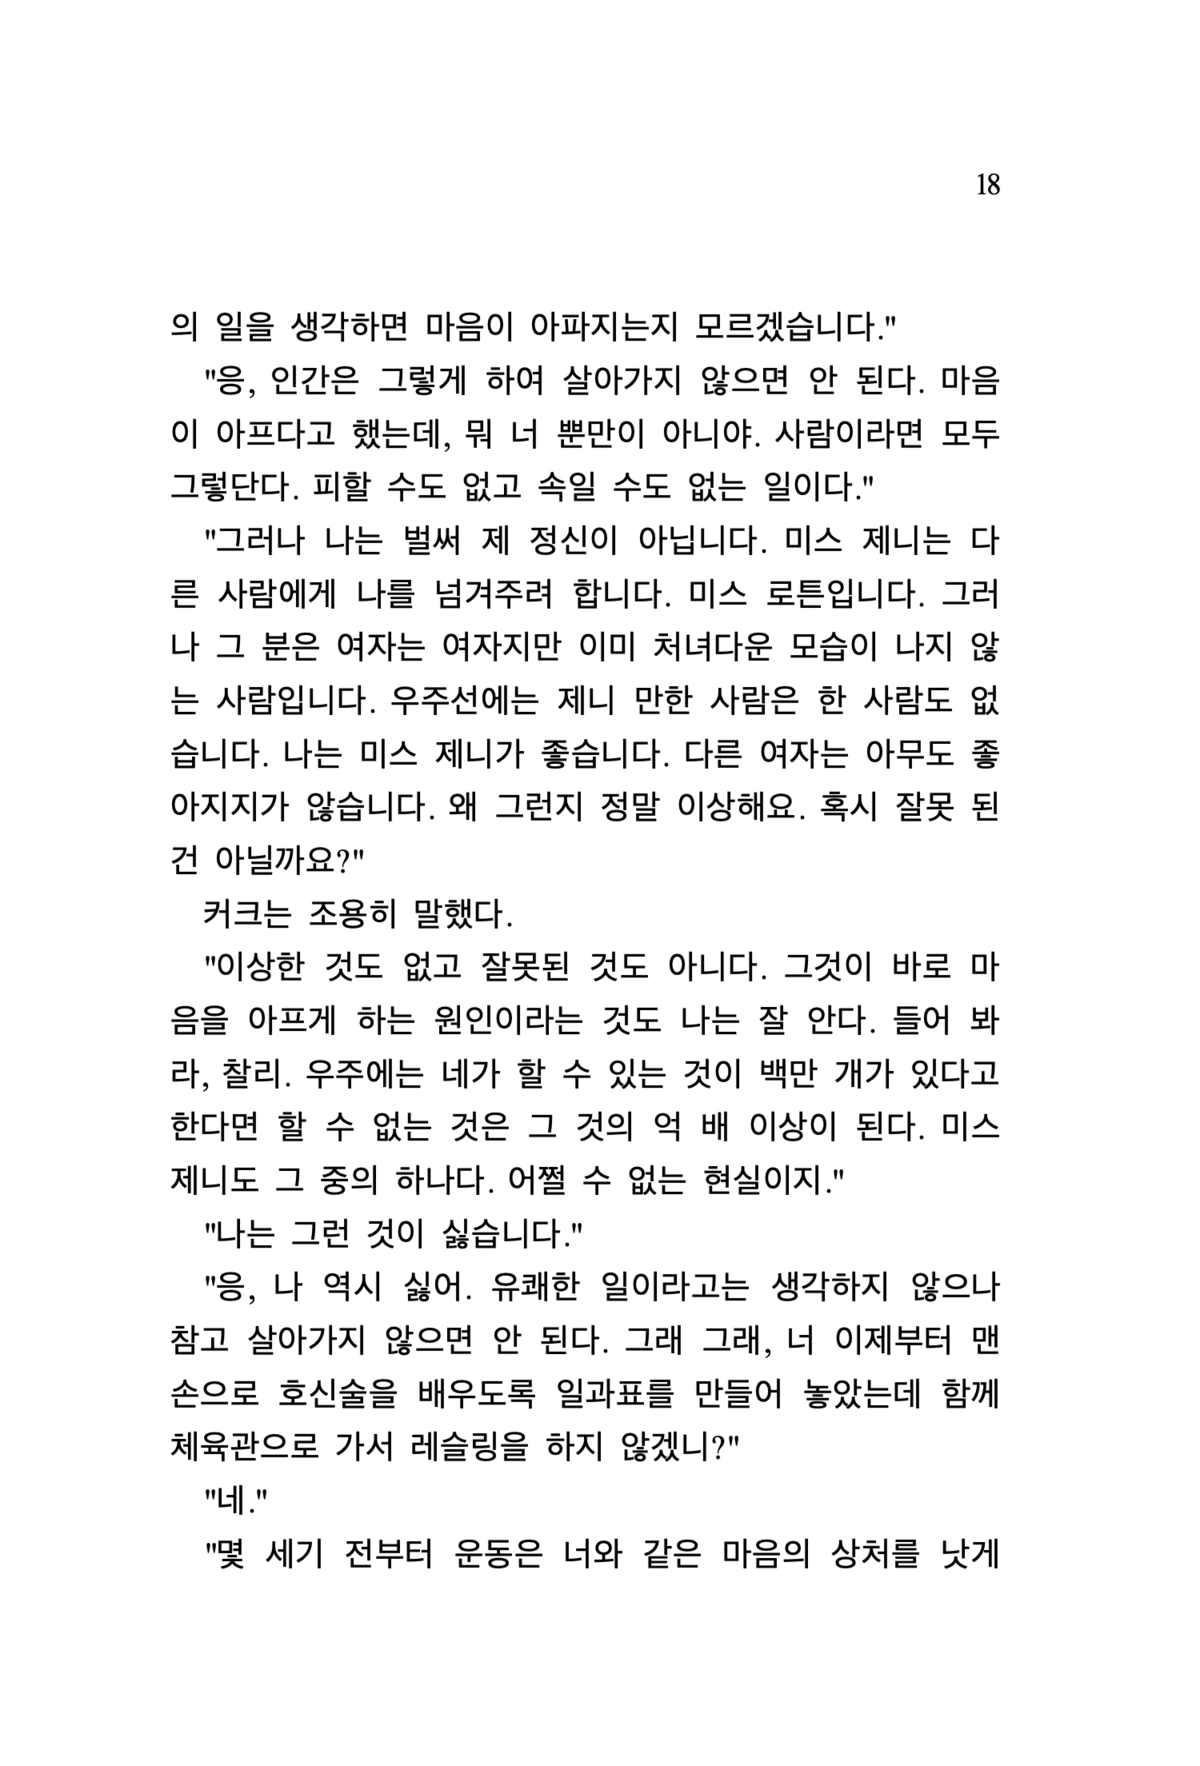 18
의 일을 생각하면 마음이 아파지는지 모르겠습니다."
"응, 인간은 그렇게 하여 살아가지 않으면 안 된다. 마음
이 아프다고 했는데, 뭐 너 뿐만이 아니야. 사람이라면 모두
그렇단다. 피할 수도 없고 속일 수도 없는 일이다."
"그러나 나는 벌써 제 정신이 아닙니다. 미스 제니는 다
른 사람에게 나를 넘겨주려 합니다. 미스 로튼입니다. 그러
나 그 분은 여자는 여자지만 이미 처녀다운 모습이 나지 않
는 사람입니다. 우주선에는 제니 만한 사람은 한 사람도 없
습니다. 나는 미스 제니가 좋습니다. 다른 여자는 아무도 좋
아지지가 않습니다. 왜 그런지 정말 이상해요. 혹시 잘못 된
건 아닐까요?"
커크는 조용히 말했다.
"이상한 것도 없고 잘못된 것도 아니다. 그것이 바로 마
음을 아프게 하는 원인이라는 것도 나는 잘 안다. 들어 봐
라, 찰리. 우주에는 네가 할 수 있는 것이 백만 개가 있다고
한다면 할 수 없는 것은 그 것의 억 배 이상이 된다. 미스
제니도 그 중의 하나다. 어쩔 수 없는 현실이지."
"나는 그런 것이 싫습니다."
"응, 나 역시 싫어. 유쾌한 일이라고는 생각하지 않으나
참고 살아가지 않으면 안 된다. 그래 그래, 너 이제부터 맨
손으로 호신술을 배우도록 일과표를 만들어 놓았는데 함께
체육관으로 가서 레슬링을 하지 않겠니?"
"네."
"몇 세기 전부터 운동은 너와 같은 마음의 상처를 낫게